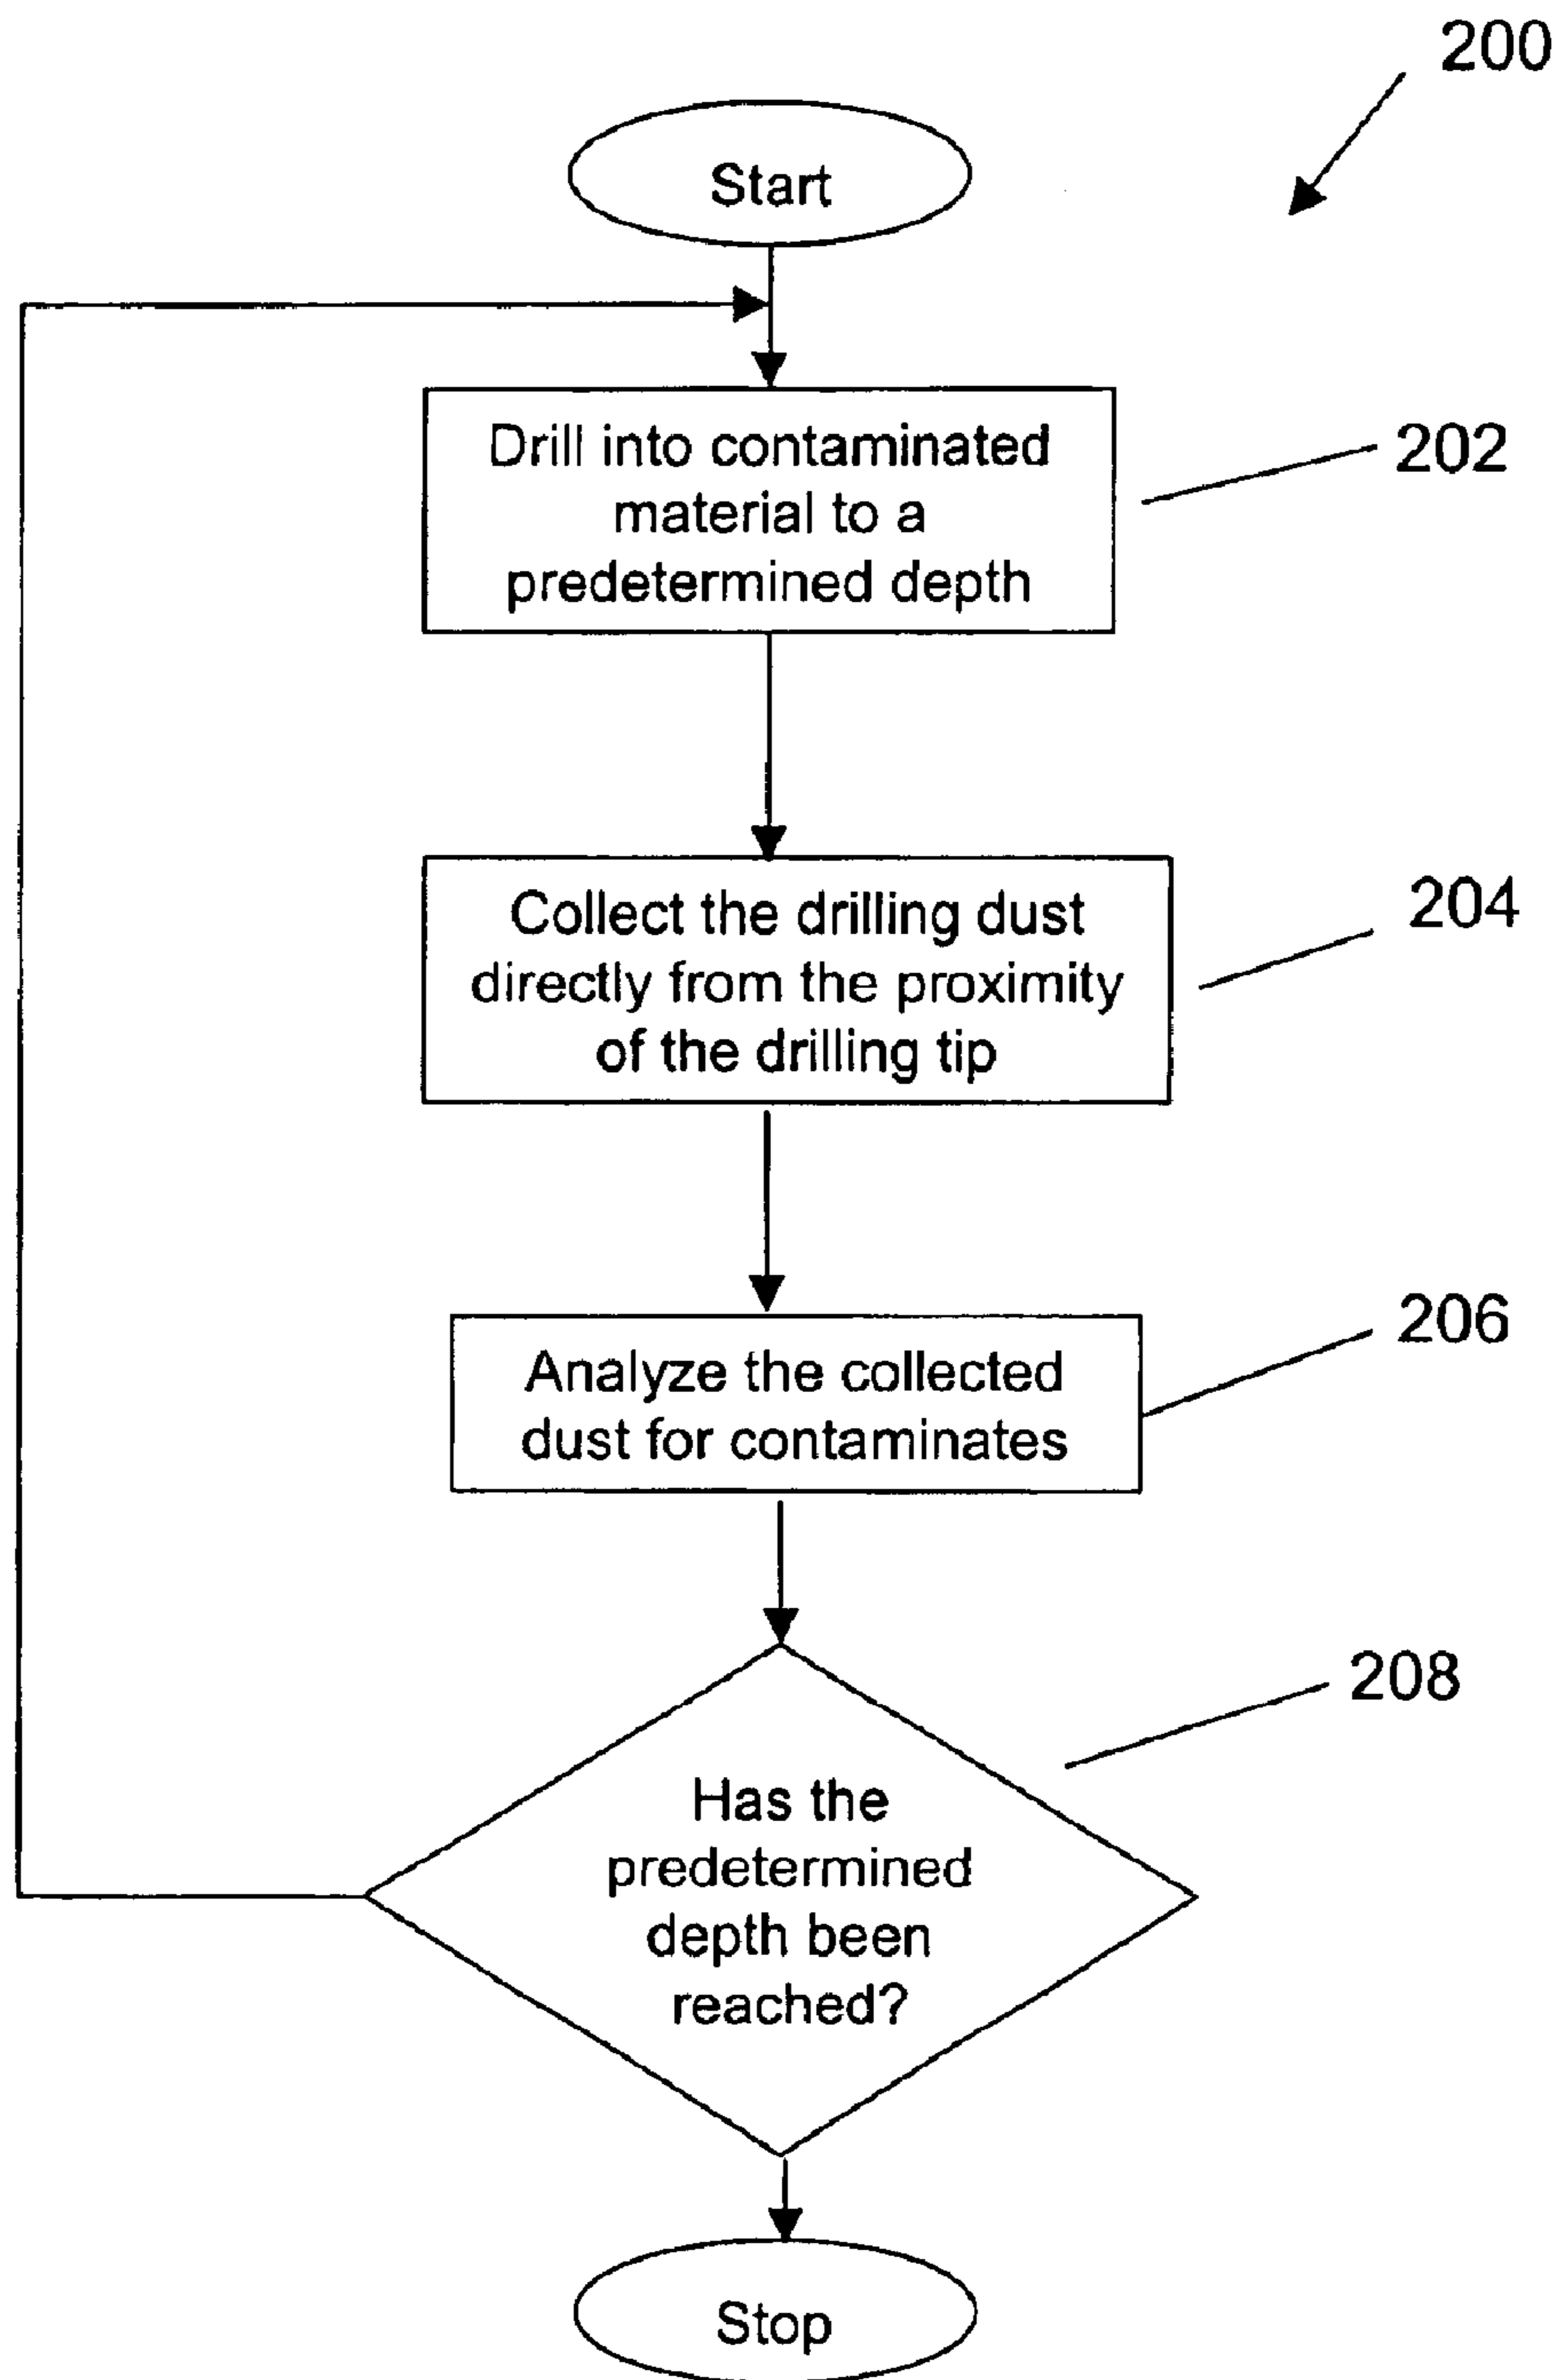 200
Start
Drill into contaminated
material to a
predetermined depth
202
Collect the drilling dust
directly from the proximity
of the drilling tip
204
Analyze the collected
dust for contaminates
206
208
Has the
predetermined
depth been
reached?
Stop